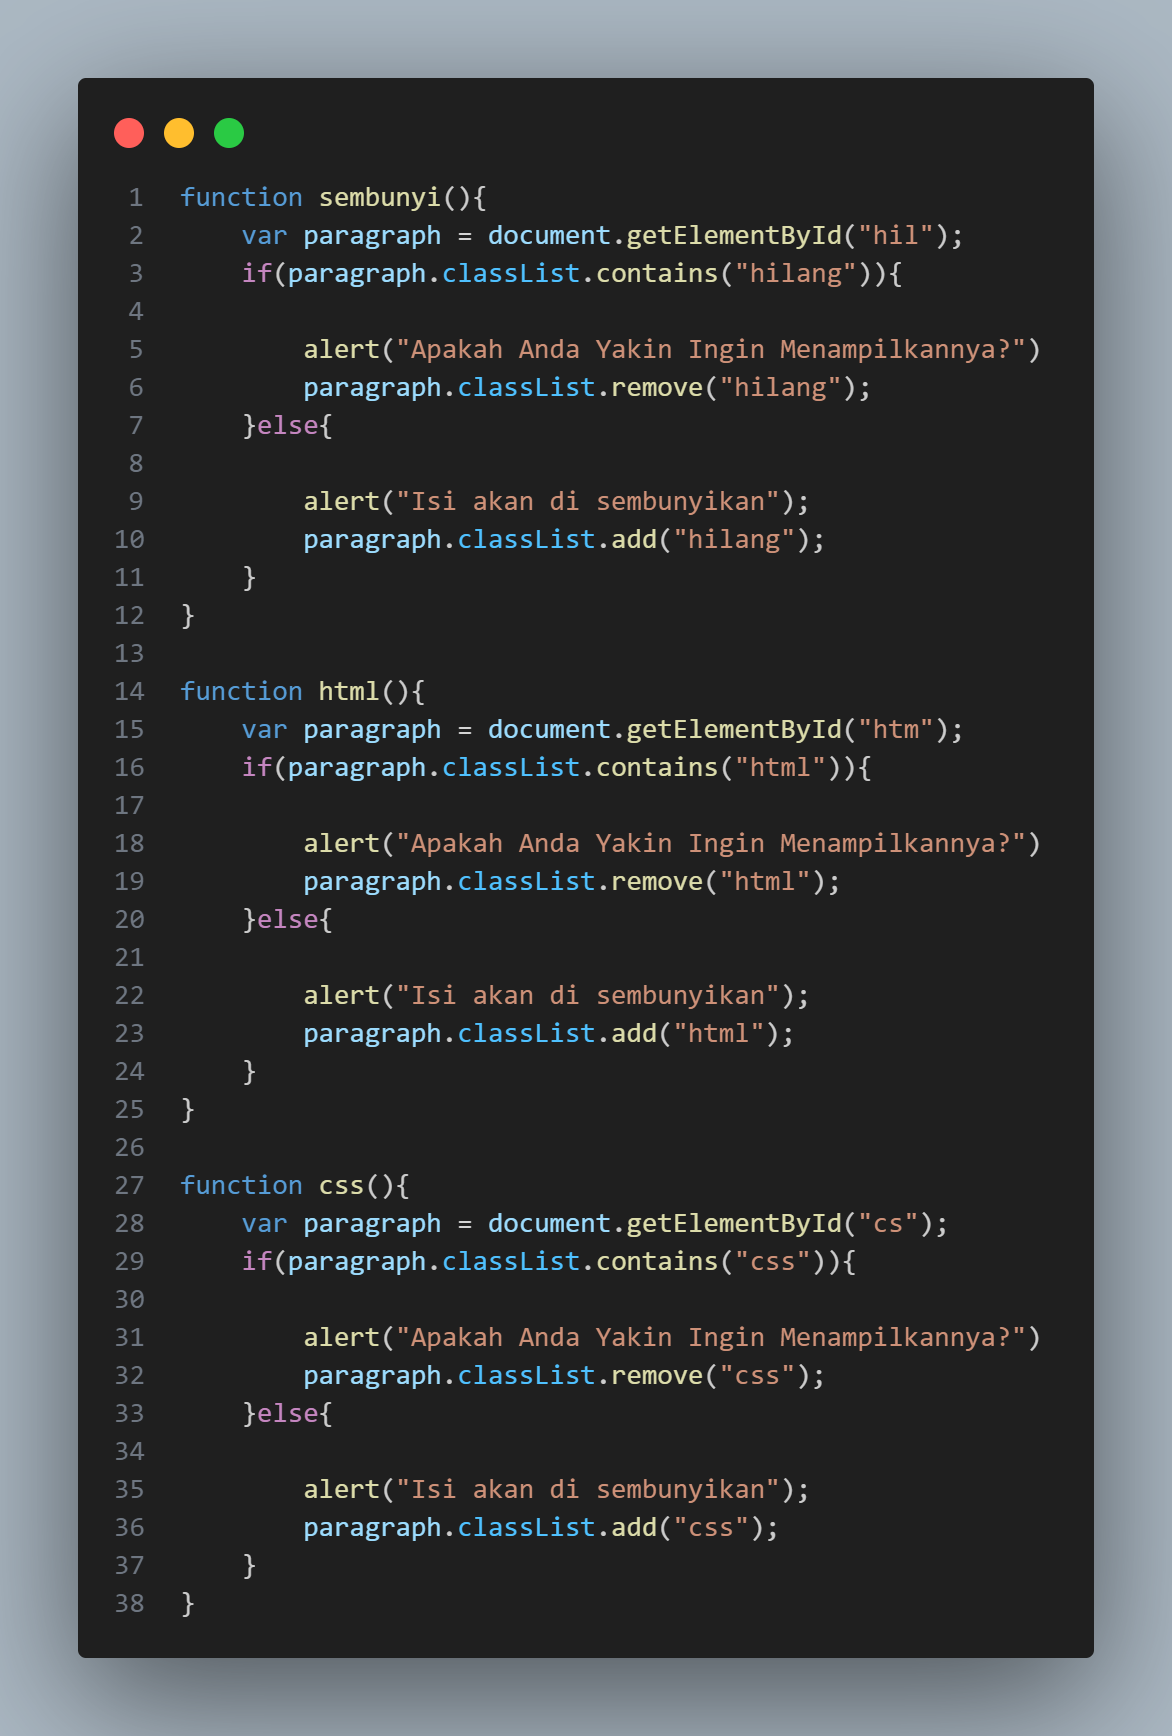 1 function sembunyi(){
2     var paragraph = document.getElementById("hil");
3     if(paragraph.classList.contains("hilang")){
4
5         alert("Apakah Anda Yakin Ingin Menampilkannya?")
6         paragraph.classList.remove("hilang");
7     }else{
8
9         alert("Isi akan di sembunyikan");
10         paragraph.classList.add("hilang");
11     }
12 }
13
14 function html(){
15     var paragraph = document.getElementById("htm");
16     if(paragraph.classList.contains("html")){
17
18         alert("Apakah Anda Yakin Ingin Menampilkannya?")
19         paragraph.classList.remove("html");
20     }else{
21
22         alert("Isi akan di sembunyikan");
23         paragraph.classList.add("html");
24     }
25 }
26
27 function css(){
28     var paragraph = document.getElementById("cs");
29     if(paragraph.classList.contains("css")){
30
31         alert("Apakah Anda Yakin Ingin Menampilkannya?")
32         paragraph.classList.remove("css");
33     }else{
34
35         alert("Isi akan di sembunyikan");
36         paragraph.classList.add("css");
37     }
38 }